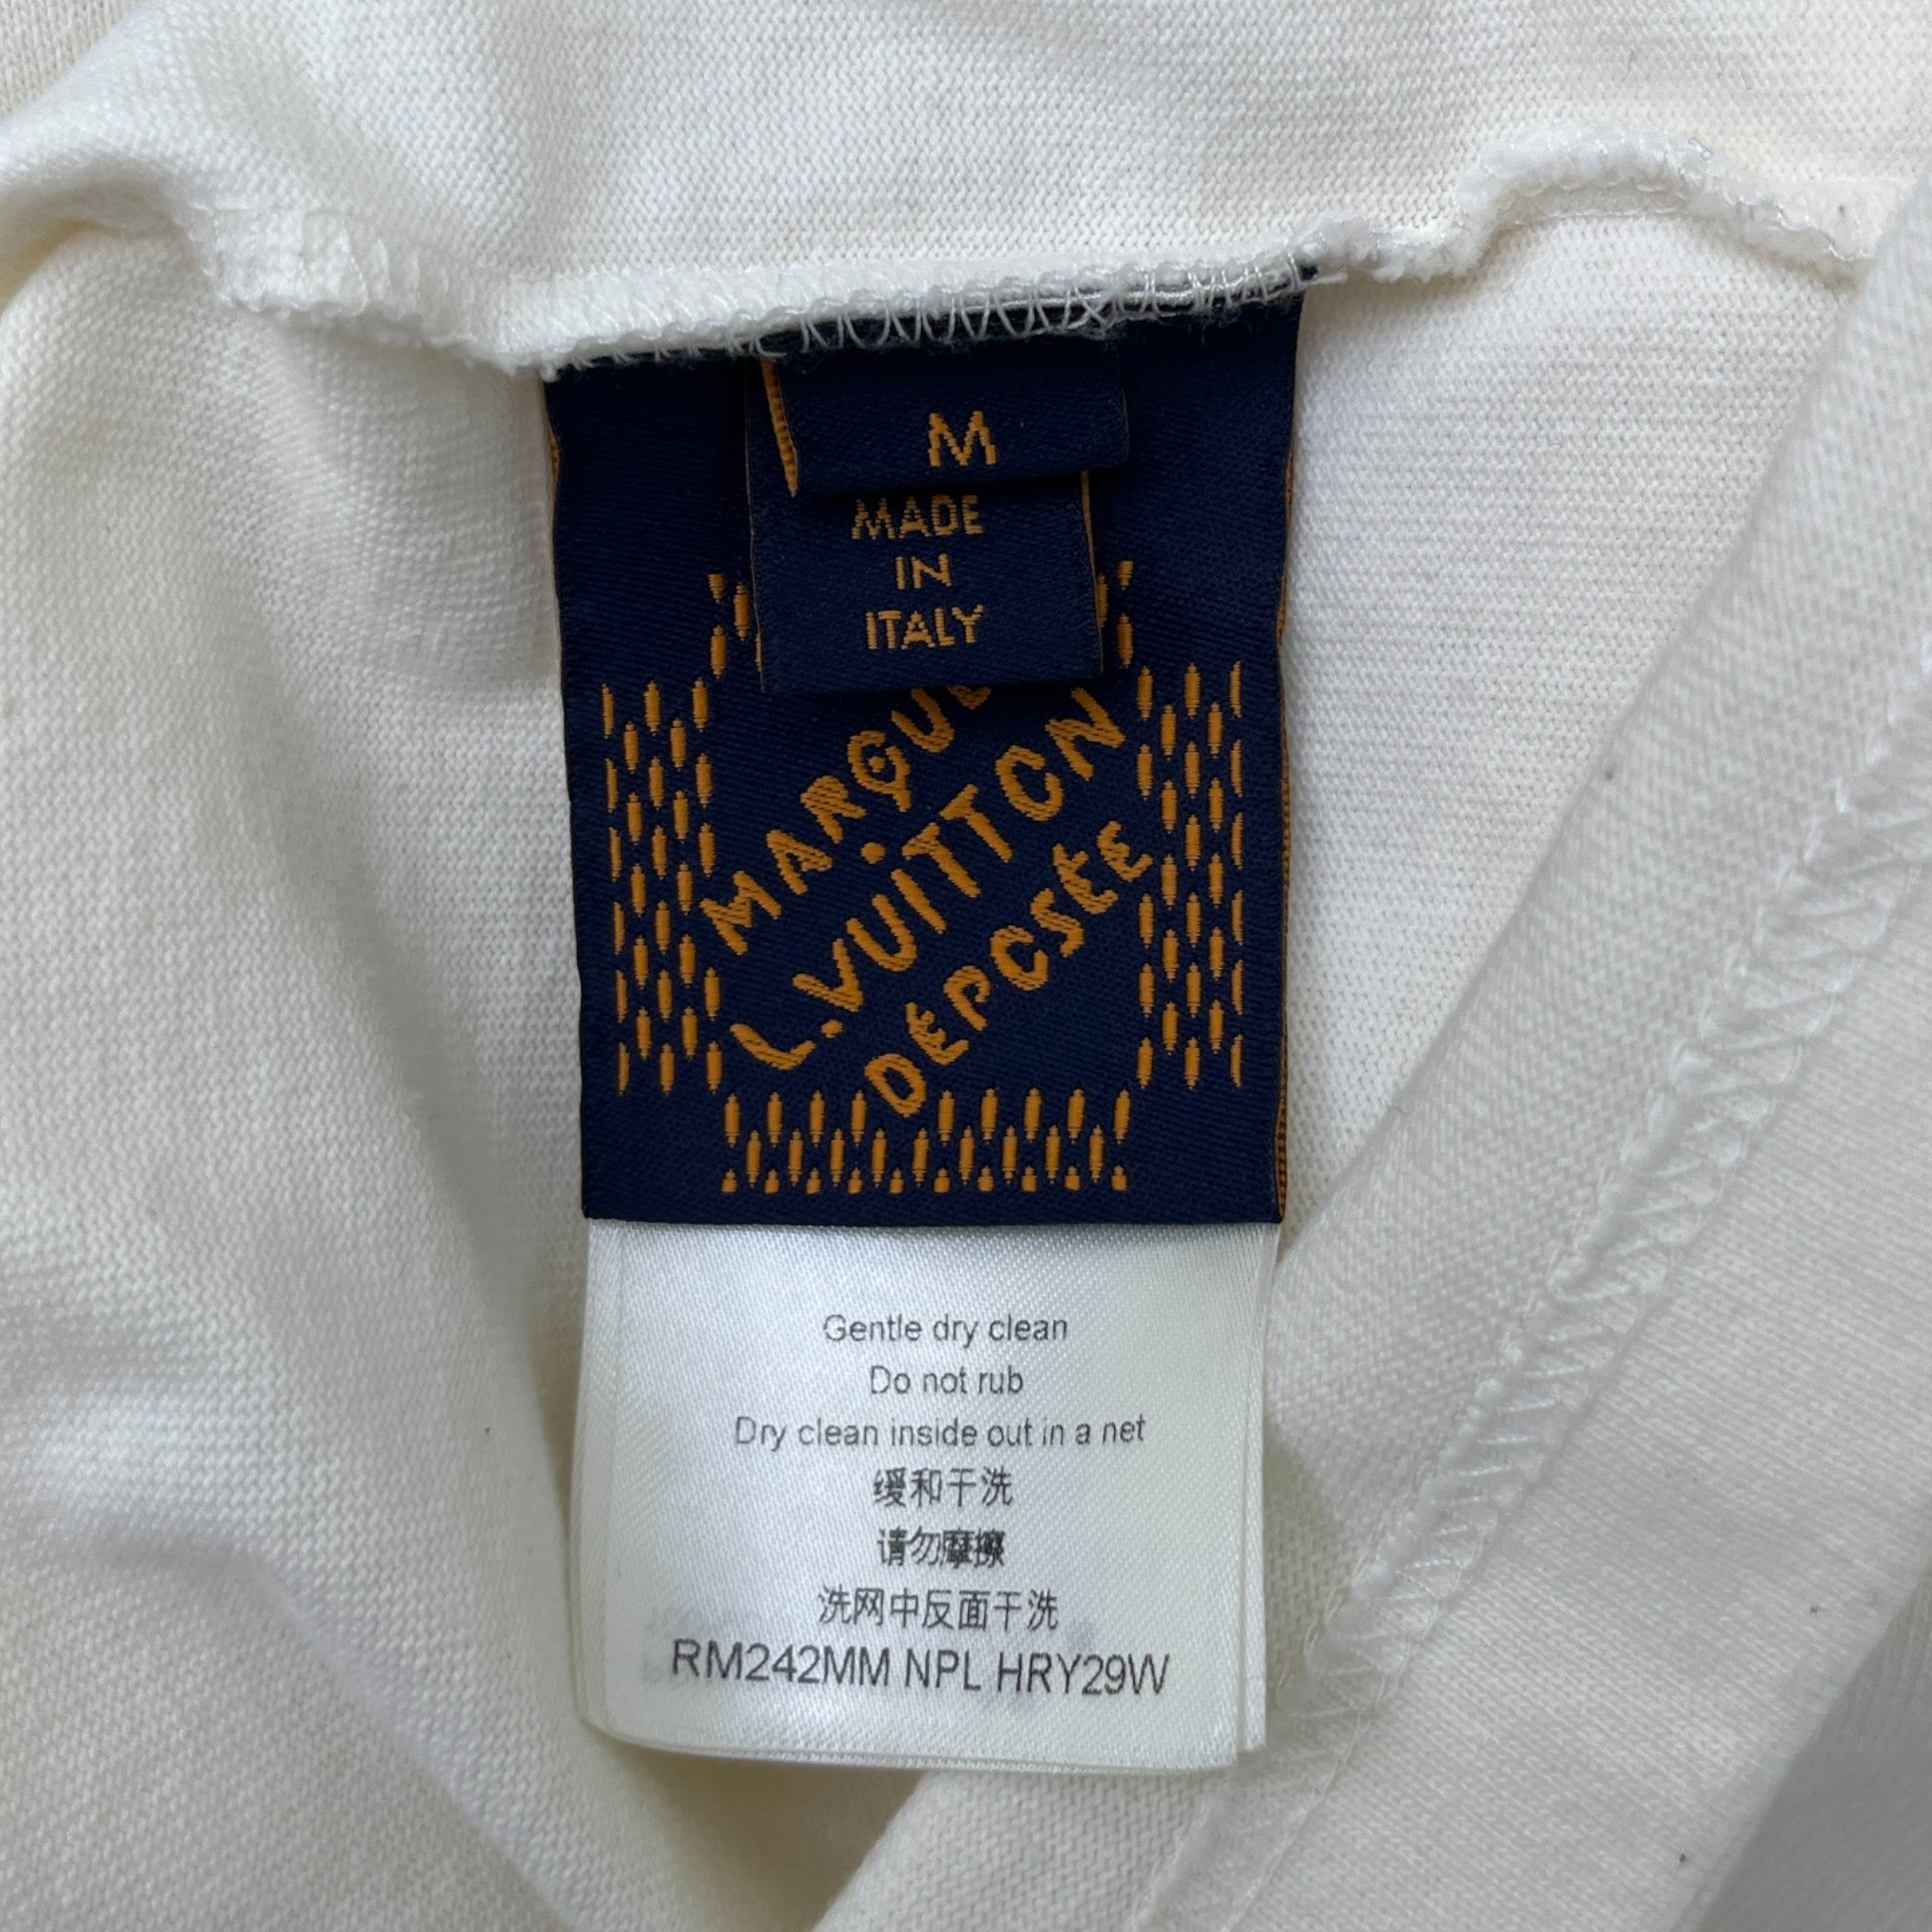 M
MADE
IN
ITALY
L.VUITTON
DÉPOSÉE
Gentle dry clean
Do not rub
Dry clean inside out in a net
缓和干洗
请勿摩擦
洗网中反面干洗
RM242MM NPL HRY29W